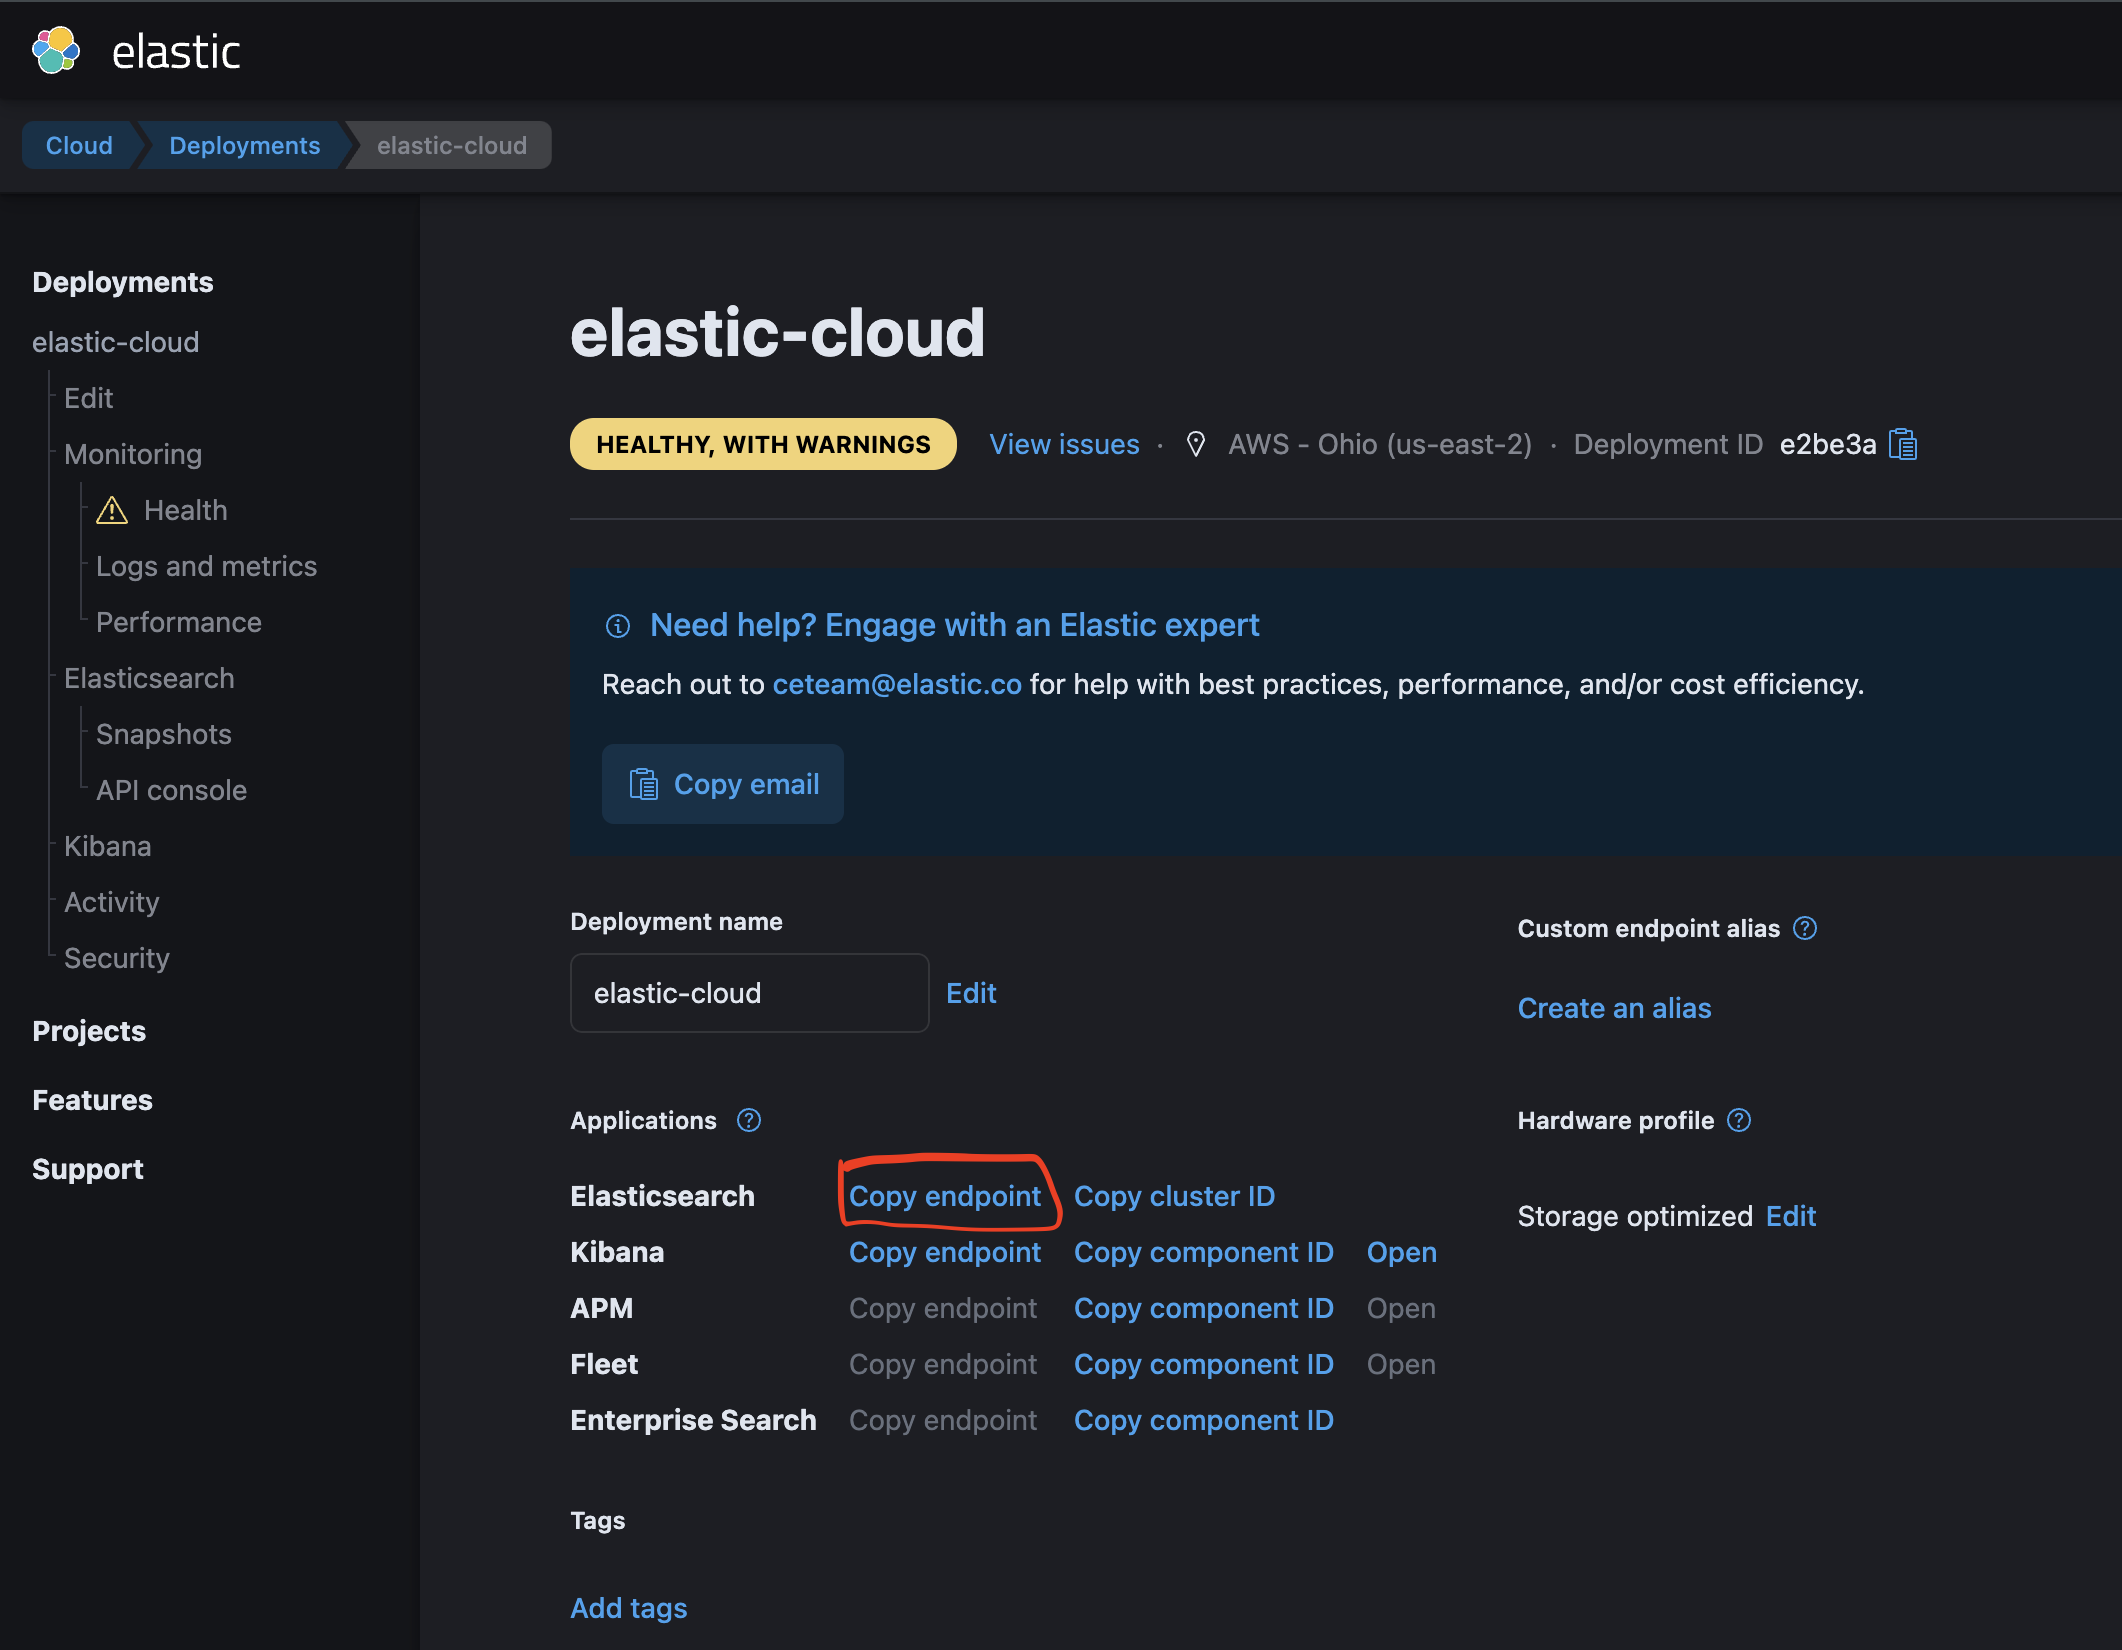 elastic
Cloud Deployments elastic-cloud
Deployments
elastic-cloud
Edit
Monitoring
Health
Logs and metrics
Performance
Elasticsearch
Snapshots
API console
Kibana
Activity
Security
Projects
Features
Support
elastic-cloud
HEALTHY, WITH WARNINGS View issues · AWS - Ohio (us-east-2) · Deployment ID e2be3a
Need help? Engage with an Elastic expert
Reach out to ceteam@elastic.co for help with best practices, performance, and/or cost efficiency.
Copy email
Deployment name
elastic-cloud Edit
Custom endpoint alias
Create an alias
Applications
Elasticsearch Copy endpoint Copy cluster ID
Kibana Copy endpoint Copy component ID Open
APM Copy endpoint Copy component ID Open
Fleet Copy endpoint Copy component ID Open
Enterprise Search Copy endpoint Copy component ID
Hardware profile
Storage optimized Edit
Tags
Add tags